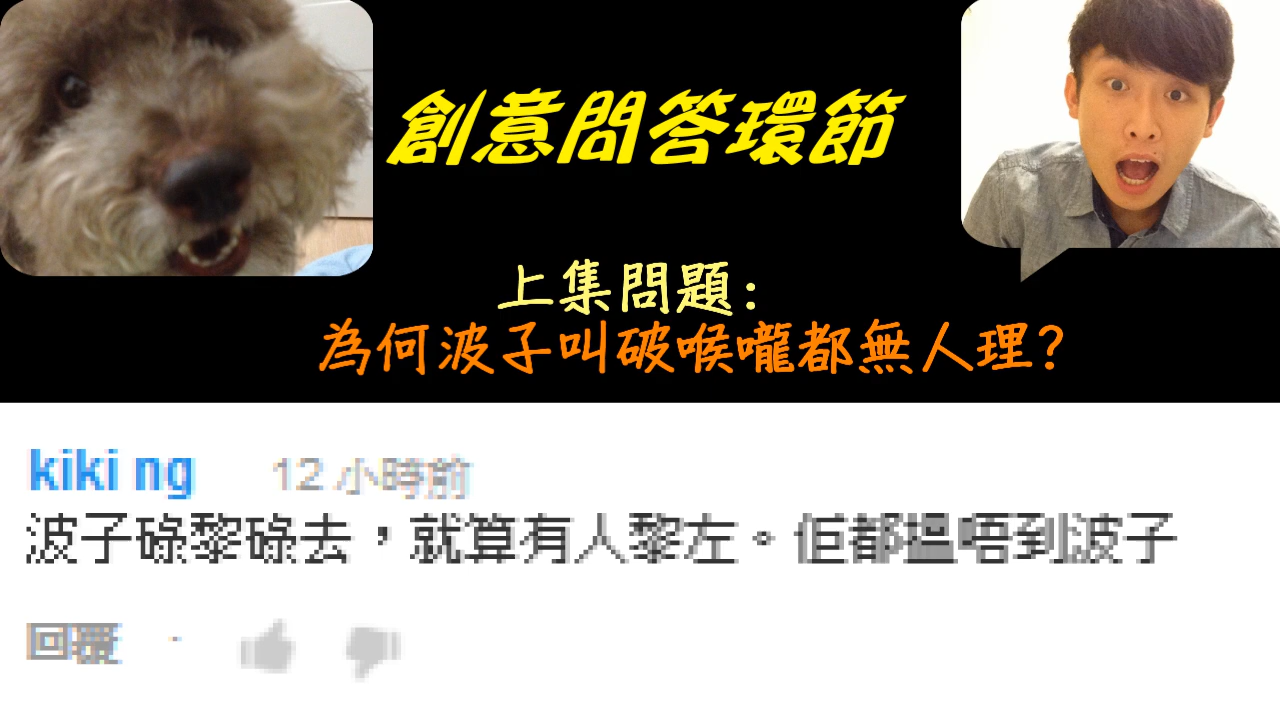 創意問答環節
上集問題:
為何波子叫破喉嚨都無人理?
kiki ng 12 小時前
波子碌黎碌去，就算有人黎左。佢都搵唔到波子
回覆 ·